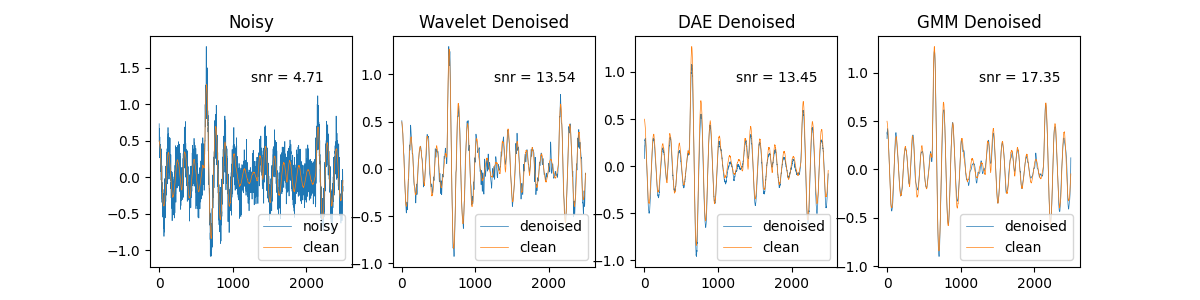 Noisy
1.5
1.0
0.5
0.0
−0.5
−1.0
snr = 4.71
noisy
clean
0
1000
2000
Wavelet Denoised
1.0
0.5
0.0
−0.5
−1.0
snr = 13.54
denoised
clean
0
1000
2000
DAE Denoised
1.0
0.5
0.0
−0.5
−1.0
snr = 13.45
denoised
clean
0
1000
2000
GMM Denoised
1.0
0.5
0.0
−0.5
−1.0
snr = 17.35
denoised
clean
0
1000
2000